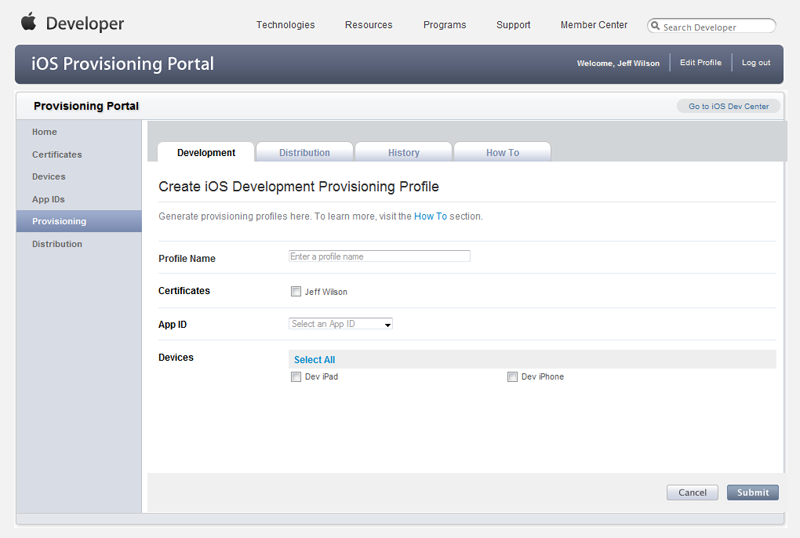 Developer
Technologies Resources Programs Support Member Center Search Developer
iOS Provisioning Portal
Welcome, Jeff Wilson Edit Profile Log out
Provisioning Portal
Go to iOS Dev Center
Home
Certificates
Devices
App IDs
Provisioning
Distribution
Development Distribution History How To
Create iOS Development Provisioning Profile
Generate provisioning profiles here. To learn more, visit the How To section.
Profile Name Enter a profile name
Certificates Jeff Wilson
App ID Select an App ID
Devices Select All
Dev iPad Dev iPhone
Cancel Submit